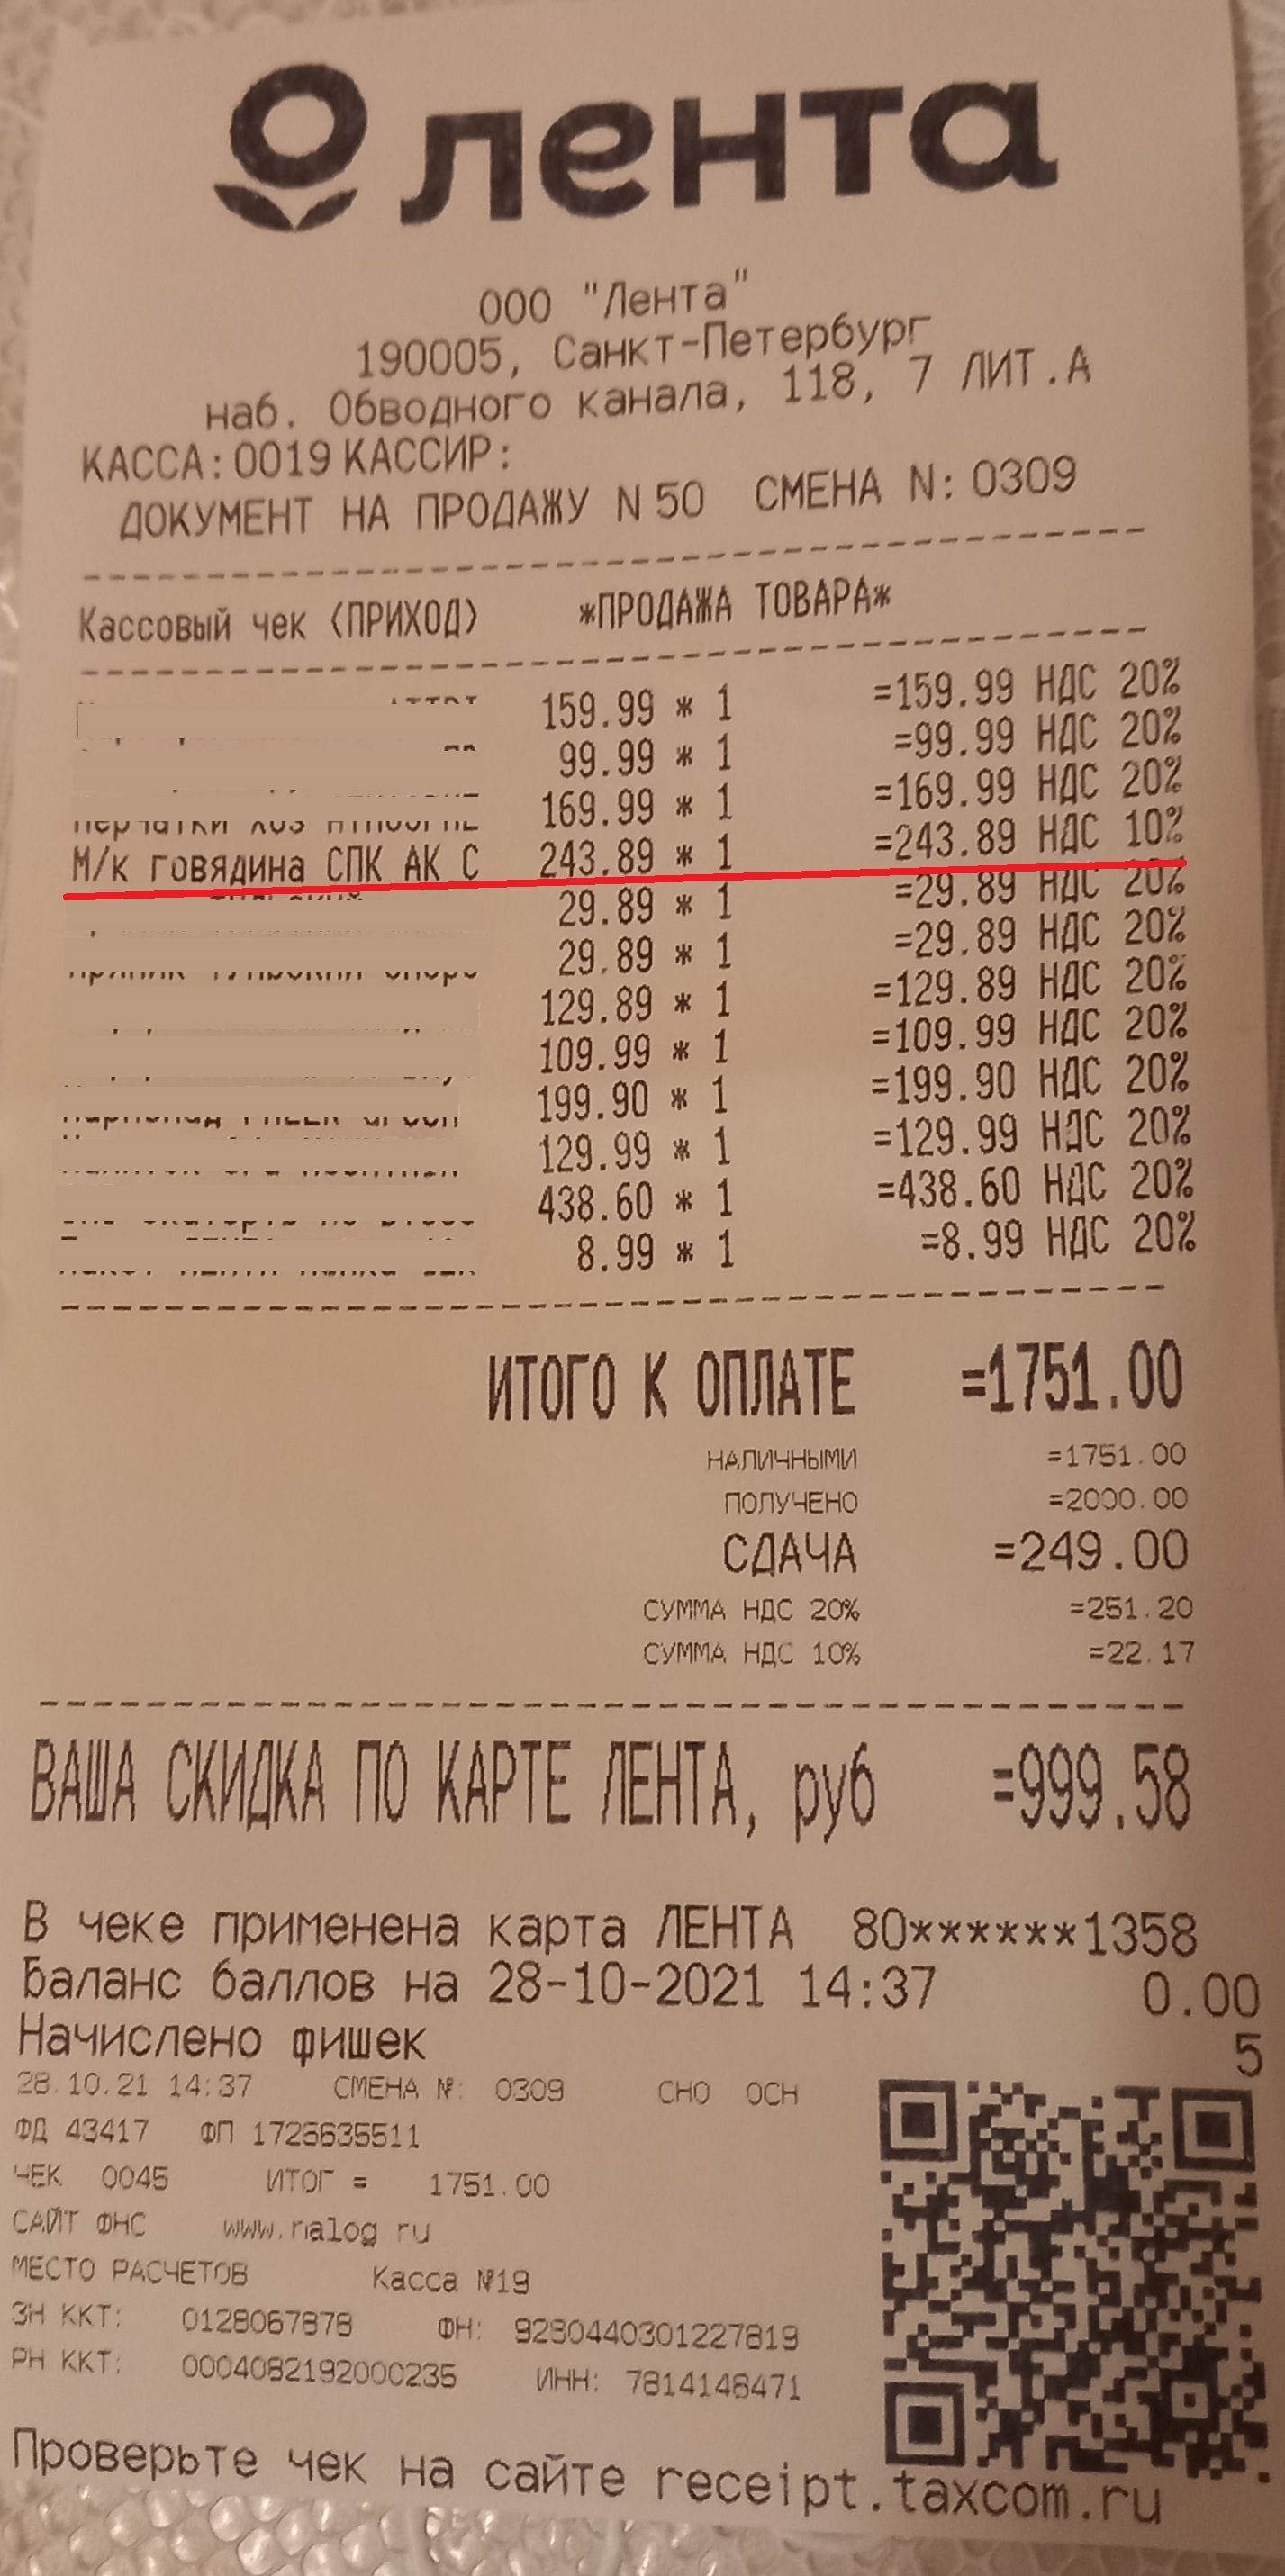 лента
ООО "Лента"
190005, Санкт-Петербург
наб. Обводного канала, 118, 7 ЛИТ.А
КАССА:0019 КАССИР:
ДОКУМЕНТ НА ПРОДАЖУ N 50 СМЕНА N: 0309
Кассовый чек (ПРИХОД) *ПРОДАЖА ТОВАРА*
159.99 * 1 =159.99 НДС 20%
99.99 * 1 =99.99 НДС 20%
169.99 * 1 =169.99 НДС 20%
М/к говядина СПК АК С 243.89 * 1 =243.89 НДС 10%
29.89 * 1 =29.89 НДС 20%
29.89 * 1 =29.89 НДС 20%
129.89 * 1 =129.89 НДС 20%
109.99 * 1 =109.99 НДС 20%
199.90 * 1 =199.90 НДС 20%
129.99 * 1 =129.99 НДС 20%
438.60 * 1 =438.60 НДС 20%
8.99 * 1 =8.99 НДС 20%
ИТОГО К ОПЛАТЕ =1751.00
НАЛИЧНЫМИ =1751.00
ПОЛУЧЕНО =2000.00
СДАЧА =249.00
СУММА НДС 20% =251.20
СУММА НДС 10% =22.17
ВАША СКИДКА ПО КАРТЕ ЛЕНТА, руб =999.58
В чеке применена карта ЛЕНТА 80******1358
Баланс баллов на 28-10-2021 14:37 0.00
Начислено фишек 5
28.10.21 14:37 СМЕНА №: 0309 СНО ОСН
ФД 43417 ФП 1725635511
ЧЕК 0045 ИТОГ = 1751.00
САЙТ ФНС www.nalog.ru
МЕСТО РАСЧЕТОВ Касса №19
ЗН ККТ: 0128067878 ФН: 9280440301227819
РН ККТ: 0004082192000235 ИНН: 7814148471
Проверьте чек на сайте receipt.taxcom.ru